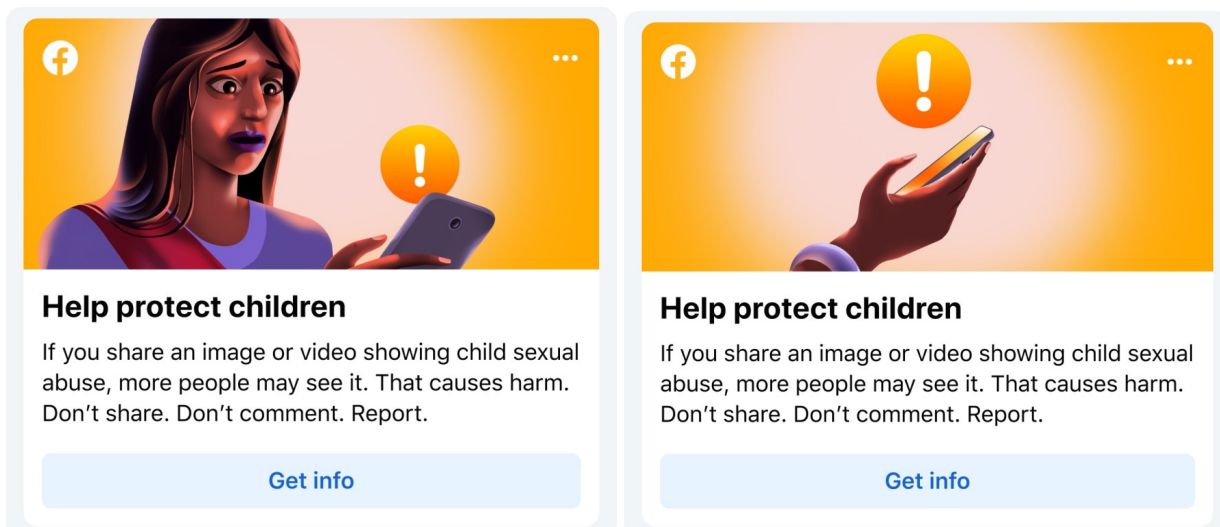 Help protect children
If you share an image or video showing child sexual
abuse, more people may see it. That causes harm.
Don't share. Don't comment. Report.
Get info
Help protect children
If you share an image or video showing child sexual
abuse, more people may see it. That causes harm.
Don't share. Don't comment. Report.
Get info